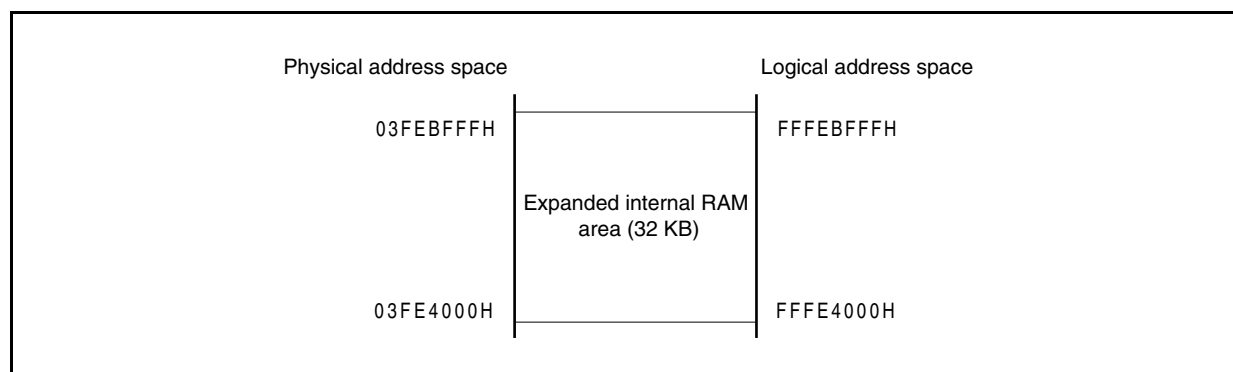 Physical address space
Logical address space
03FEBFFFH
FFFEBFFFH
Expanded internal RAM
area (32 KB)
03FE4000H
FFFE4000H